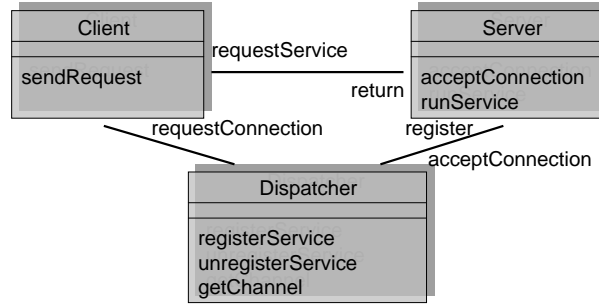 Client
Server
requestService
sendRequest
acceptConnection
return
runService
requestConnection
register
acceptConnection
Dispatcher
registerService
unregisterService
getChannel